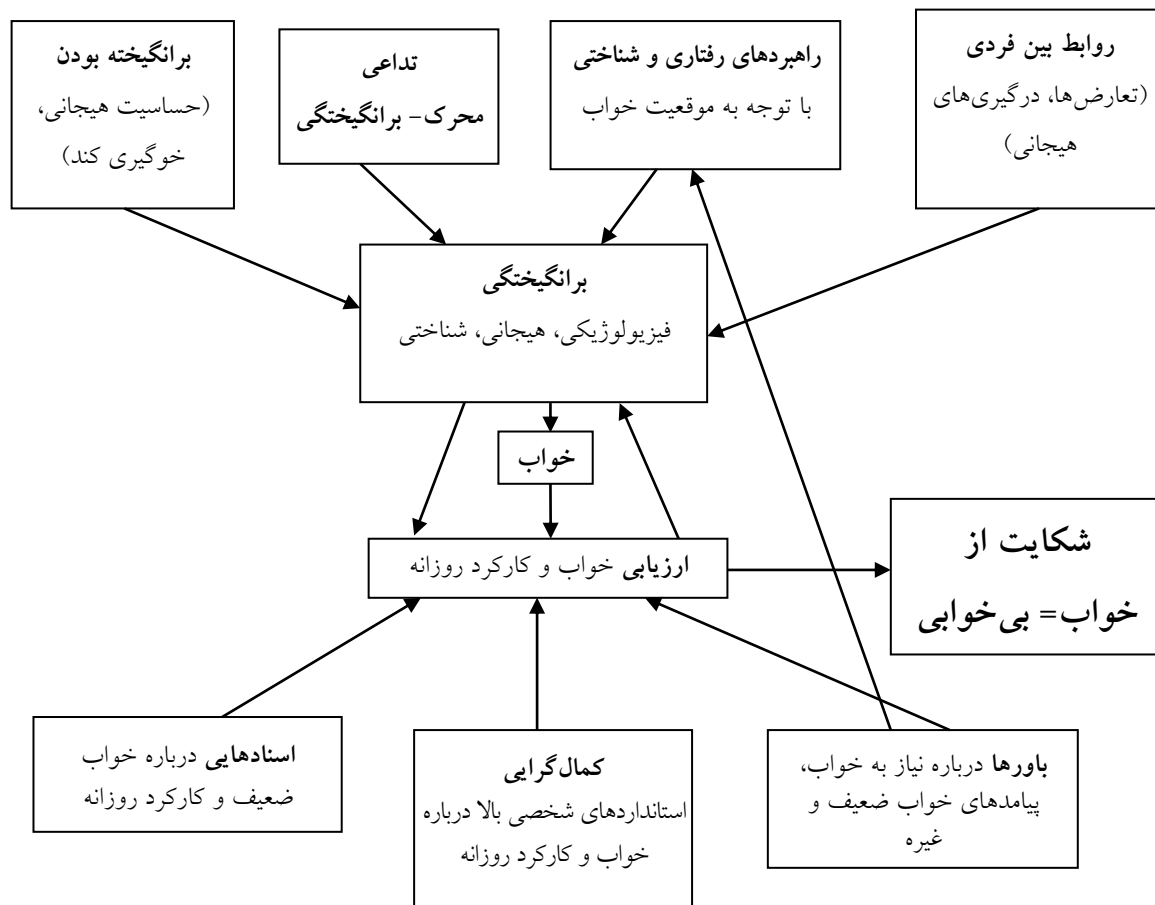 روابط بین فردی
(تعارض‌ها، درگیری‌های
هیجانی)
راهبردهای رفتاری و شناختی
با توجه به موقعیت خواب
تداعی
محرک- برانگیختگی
برانگیخته بودن
(حساسیت هیجانی،
خوگیری کند)
برانگیختگی
فیزیولوژیکی، هیجانی، شناختی
خواب
ارزیابی خواب و کارکرد روزانه
شکایت از
خواب= بی‌خوابی
باورها درباره نیاز به خواب،
پیامدهای خواب ضعیف و
غیره
کمال‌گرایی
استانداردهای شخصی بالا درباره
خواب و کارکرد روزانه
اسنادهایی درباره خواب
ضعیف و کارکرد روزانه